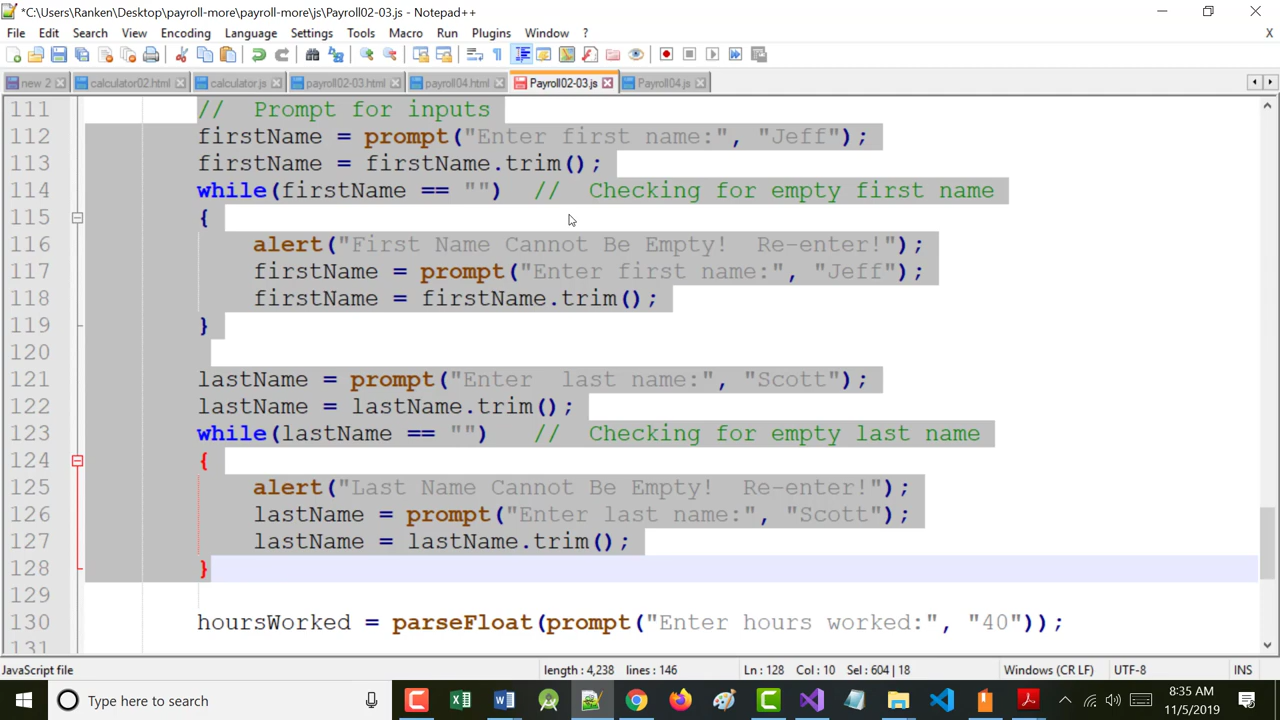 *C:\Users\Ranken\Desktop\payroll-more\payroll-more\js\Payroll02-03.js - Notepad++
File Edit Search View Encoding Language Settings Tools Macro Run Plugins Window ? X
new 2 calculator02.html calculator.js payroll02-03.html payroll04.html Payroll02-03.js Payroll04.js
111 // Prompt for inputs
112 firstName = prompt("Enter first name:", "Jeff");
113 firstName = firstName.trim();
114 while(firstName == "") // Checking for empty first name
115 {
116 alert("First Name Cannot Be Empty! Re-enter!");
117 firstName = prompt("Enter first name:", "Jeff");
118 firstName = firstName.trim();
119 }
120
121 lastName = prompt("Enter last name:", "Scott");
122 lastName = lastName.trim();
123 while(lastName == "") // Checking for empty last name
124 {
125 alert("Last Name Cannot Be Empty! Re-enter!");
126 lastName = prompt("Enter last name:", "Scott");
127 lastName = lastName.trim();
128 }
129
130 hoursWorked = parseFloat(prompt("Enter hours worked:", "40"));
131
JavaScript file length : 4,238 lines : 146 Ln : 128 Col : 10 Sel : 604 | 18 Windows (CR LF) UTF-8 INS
Type here to search 8:35 AM
11/5/2019